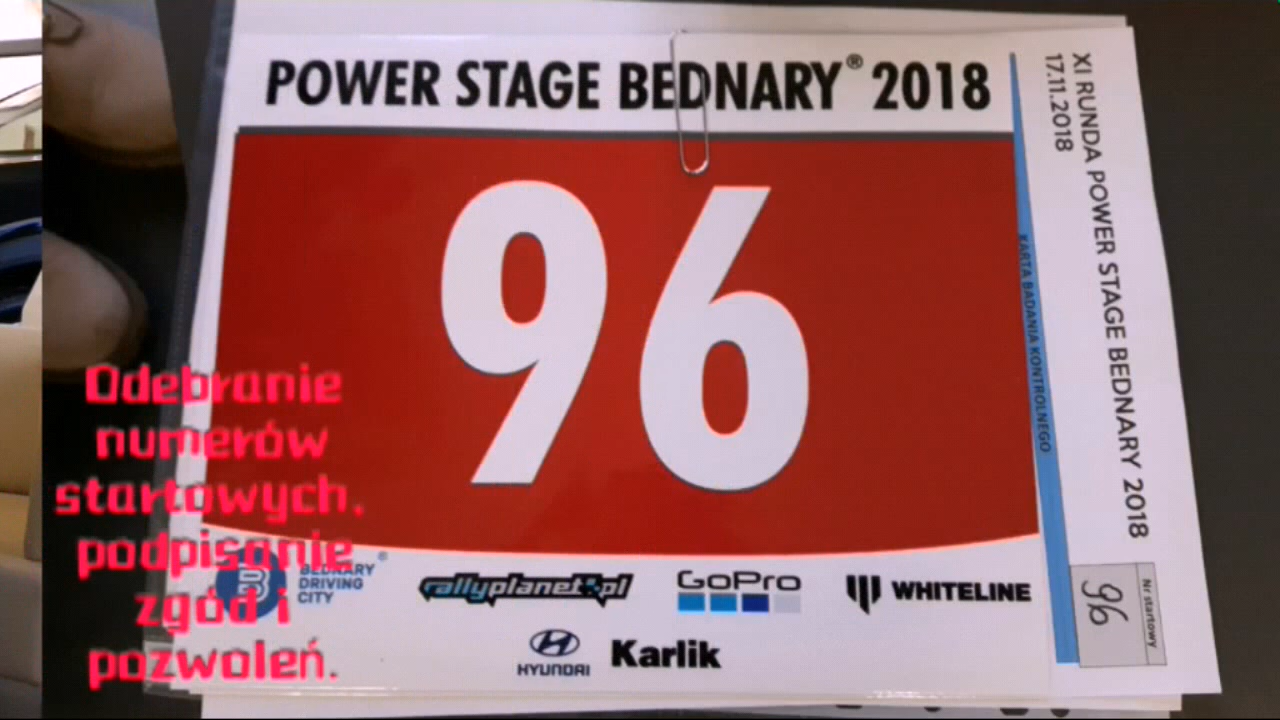 POWER STAGE BEDNARY® 2018
96
BEDNARY®
DRIVING
CITY
rallyplanet.pl
GoPro
WHITELINE
HYUNDAI
Karlik
XI RUNDA POWER STAGE BEDNARY 2018
17.11.2018
KARTA BADANIA KONTROLNEGO
Nr startowy
96
Odebranie
numerów
startowych,
podpisanie
zgód i
pozwoleń.